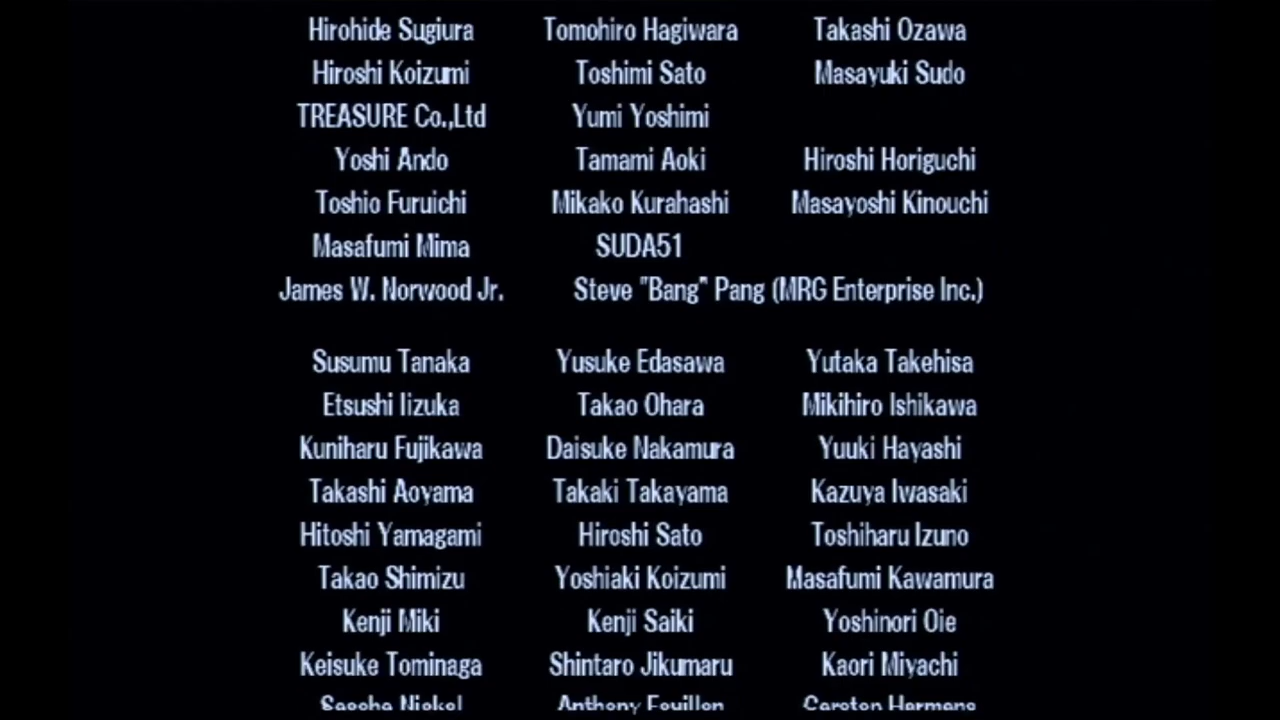 Hirohide Sugiura Tomohiro Hagiwara Takashi Ozawa
Hiroshi Koizumi Toshimi Sato Masayuki Sudo
TREASURE Co.,Ltd Yumi Yoshimi
Yoshi Ando Tamami Aoki Hiroshi Horiguchi
Toshio Furuichi Mikako Kurahashi Masayoshi Kinouchi
Masafumi Mima SUDA51
James W. Norwood Jr. Steve "Bang" Pang (MRG Enterprise Inc.)
Susumu Tanaka Yusuke Edasawa Yutaka Takehisa
Etsushi Iizuka Takao Ohara Mikihiro Ishikawa
Kuniharu Fujikawa Daisuke Nakamura Yuuki Hayashi
Takashi Aoyama Takaki Takayama Kazuya Iwasaki
Hitoshi Yamagami Hiroshi Sato Toshiharu Izuno
Takao Shimizu Yoshiaki Koizumi Masafumi Kawamura
Kenji Miki Kenji Saiki Yoshinori Oie
Keisuke Tominaga Shintaro Jikumaru Kaori Miyachi
Anthony